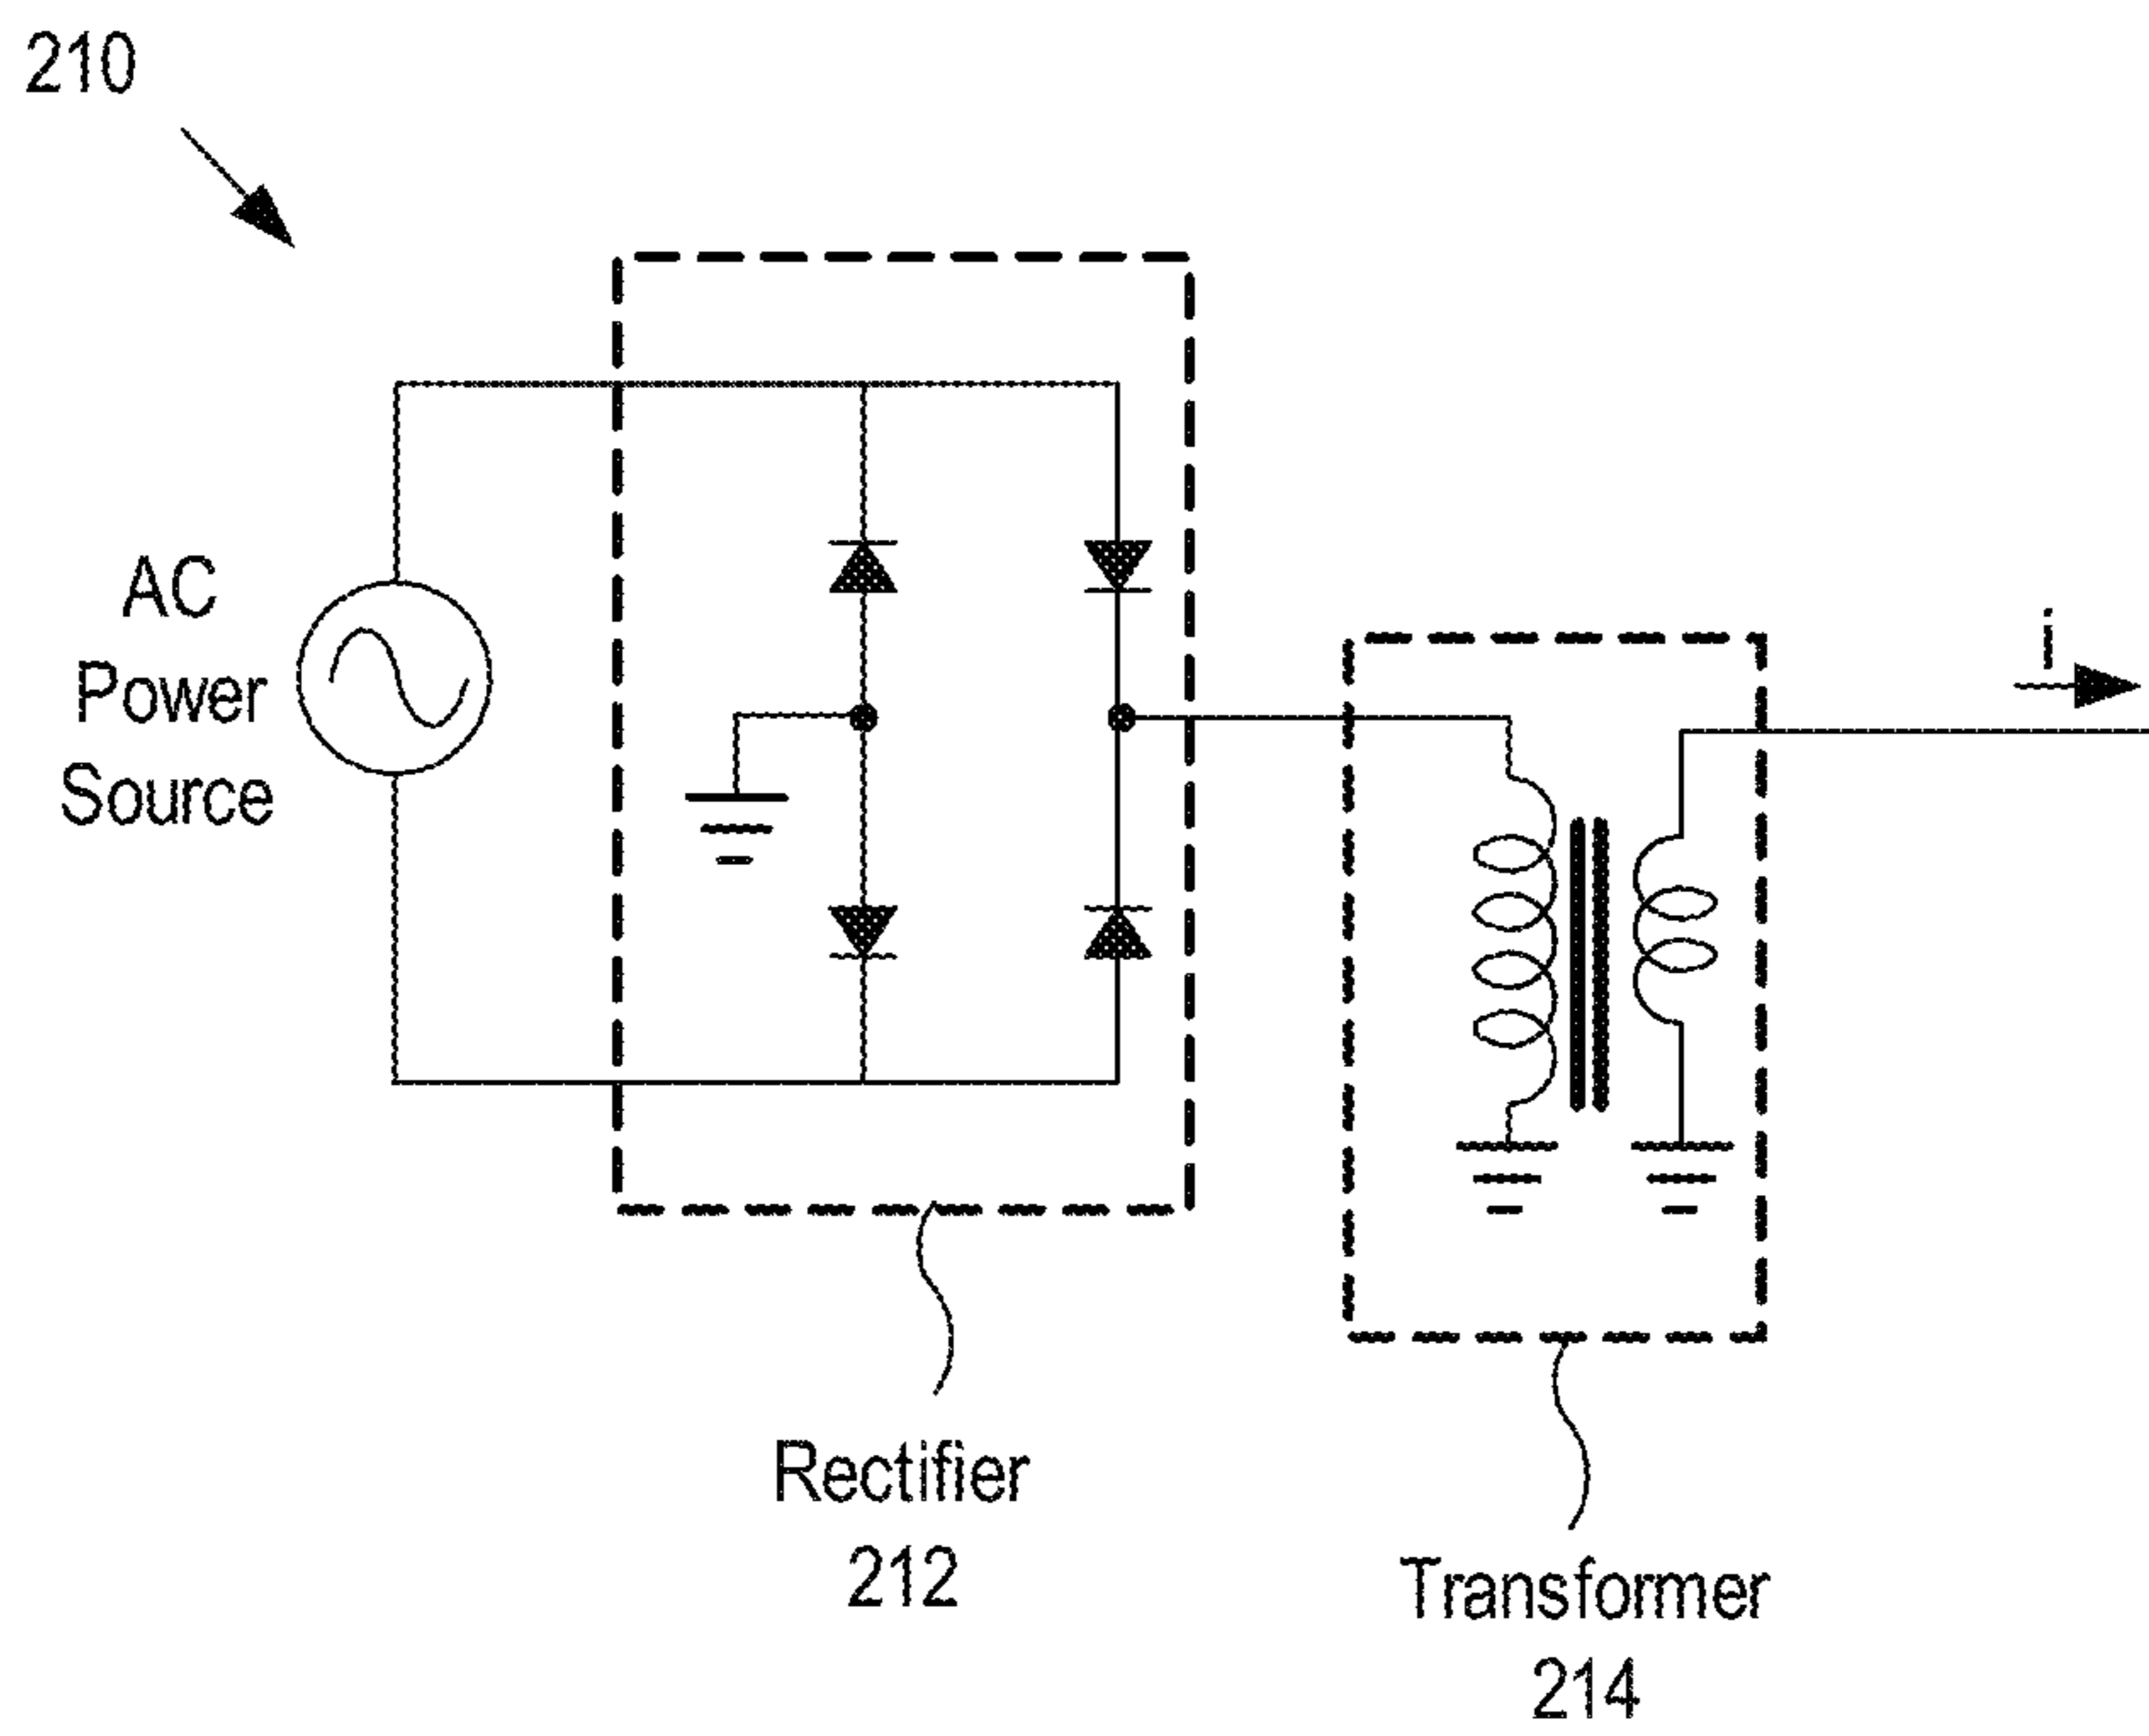 210
AC
Power
Source
i
Rectifier
212
Transformer
214